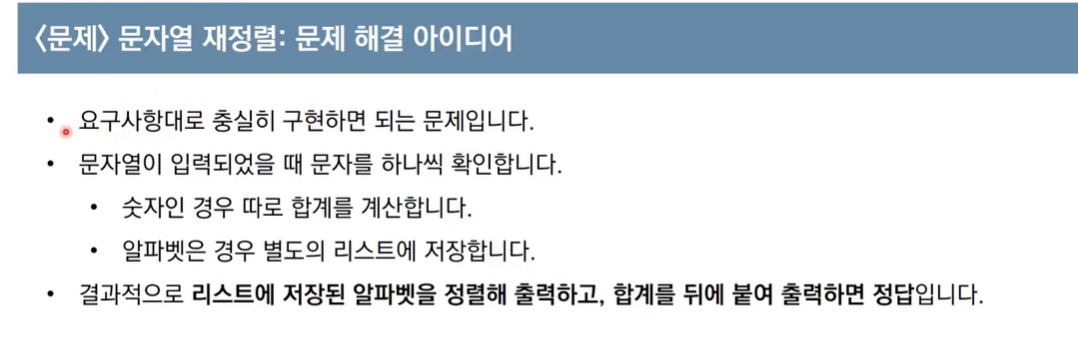 〈문제〉 문자열 재정렬: 문제 해결 아이디어
• 요구사항대로 충실히 구현하면 되는 문제입니다.
• 문자열이 입력되었을 때 문자를 하나씩 확인합니다.
• 숫자인 경우 따로 합계를 계산합니다.
• 알파벳은 경우 별도의 리스트에 저장합니다.
• 결과적으로 리스트에 저장된 알파벳을 정렬해 출력하고, 합계를 뒤에 붙여 출력하면 정답입니다.